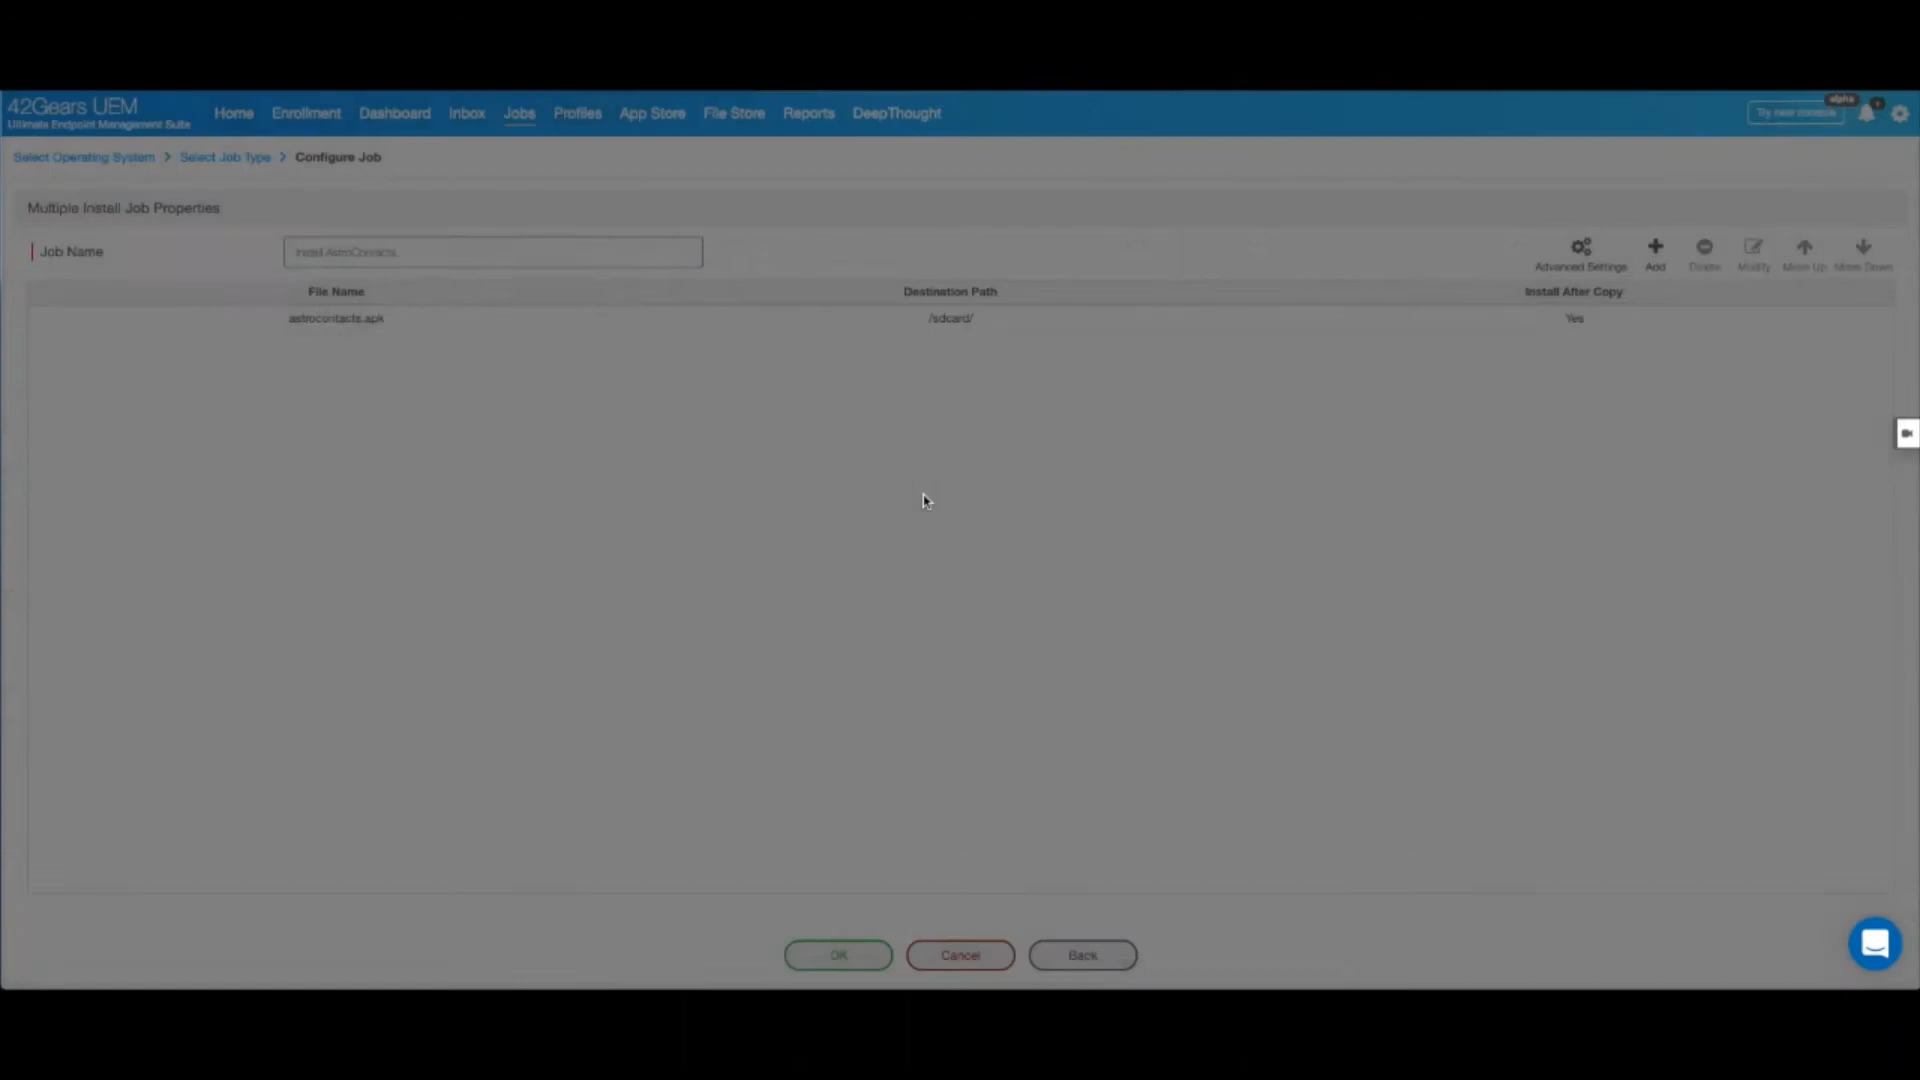 42Gears UEM
Ultimate Endpoint Management Suite
Home Enrollment Dashboard Inbox Jobs Profiles App Store File Store Reports DeepThought
alpha
Try new console
Select Operating System > Select Job Type > Configure Job
Multiple Install Job Properties
Job Name
Install AstroContacts
Advanced Settings Add Delete Modify Move Up Move Down
File Name Destination Path Install After Copy
astrocontacts.apk /sdcard/ Yes
OK Cancel Back